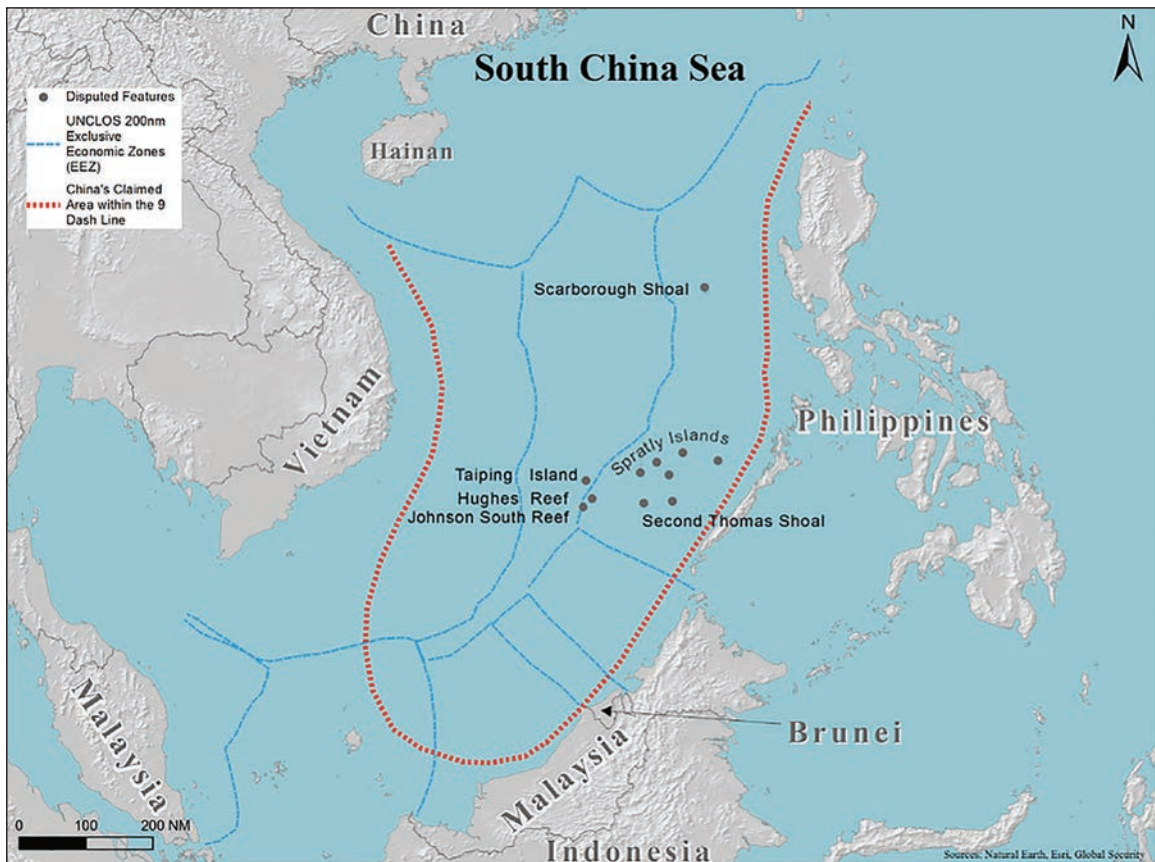 China
South China Sea
N
Disputed Features
UNCLOS 200nm
Exclusive
Economic Zones
(EEZ)
China's Claimed
Area within the 9
Dash Line
Hainan
Scarborough Shoal
Vietnam
Philippines
Spratly Islands
Taiping Island
Hughes Reef
Johnson South Reef
Second Thomas Shoal
Malaysia
Brunei
Malaysia
0 100 200 NM
Indonesia
Sources: Natural Earth, Esri, Global Security